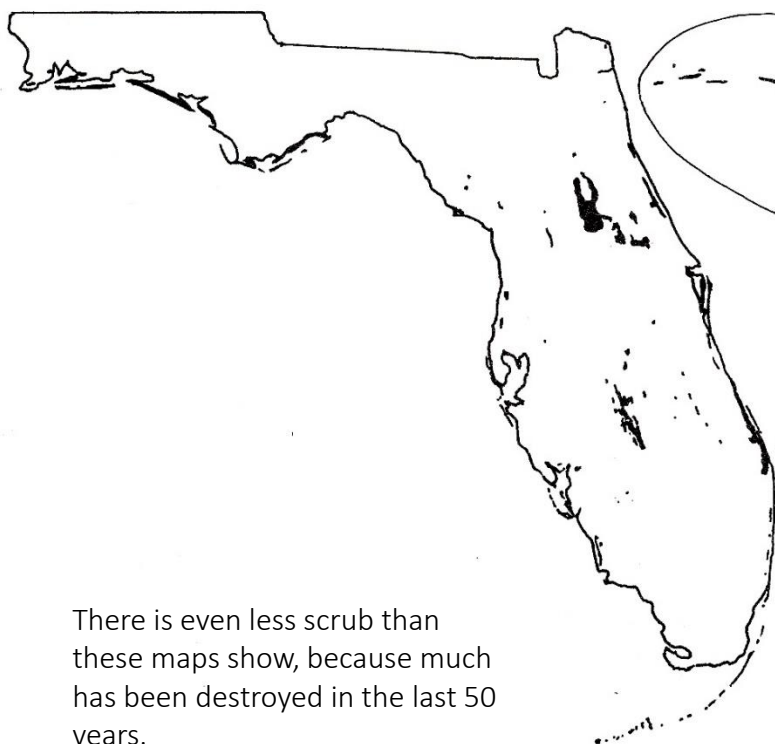 There is even less scrub than
these maps show, because much
has been destroyed in the last 50
years.